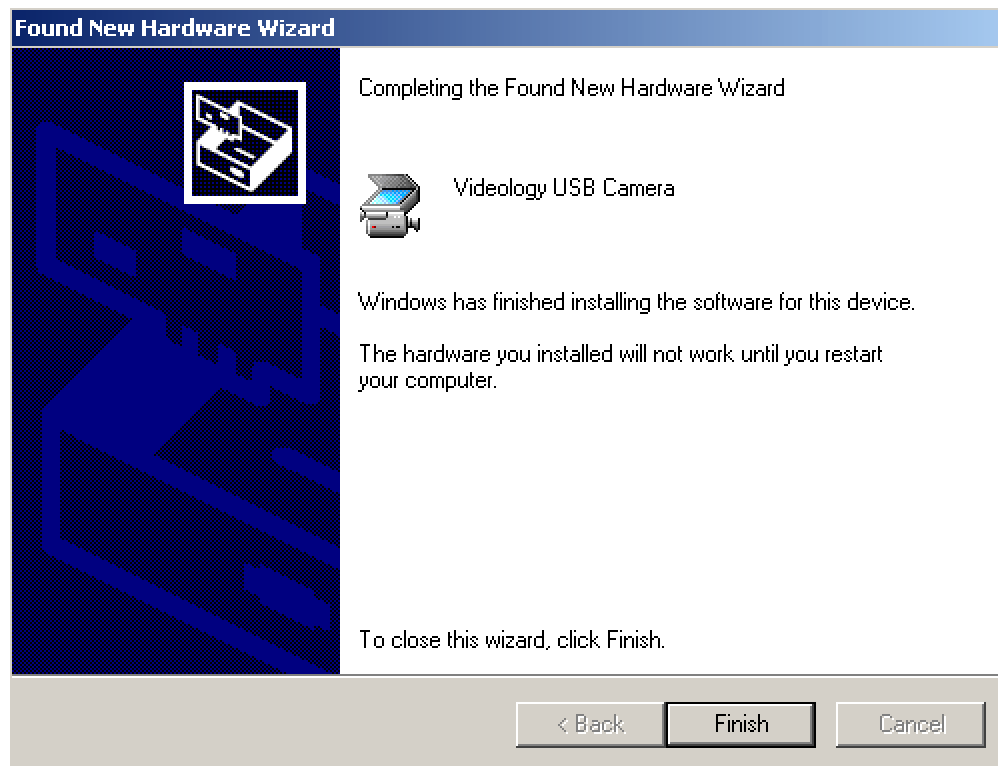 Found New Hardware Wizard
Completing the Found New Hardware Wizard
Videology USB Camera
Windows has finished installing the software for this device.
The hardware you installed will not work until you restart
your computer.
To close this wizard, click Finish.
< Back
Finish
Cancel